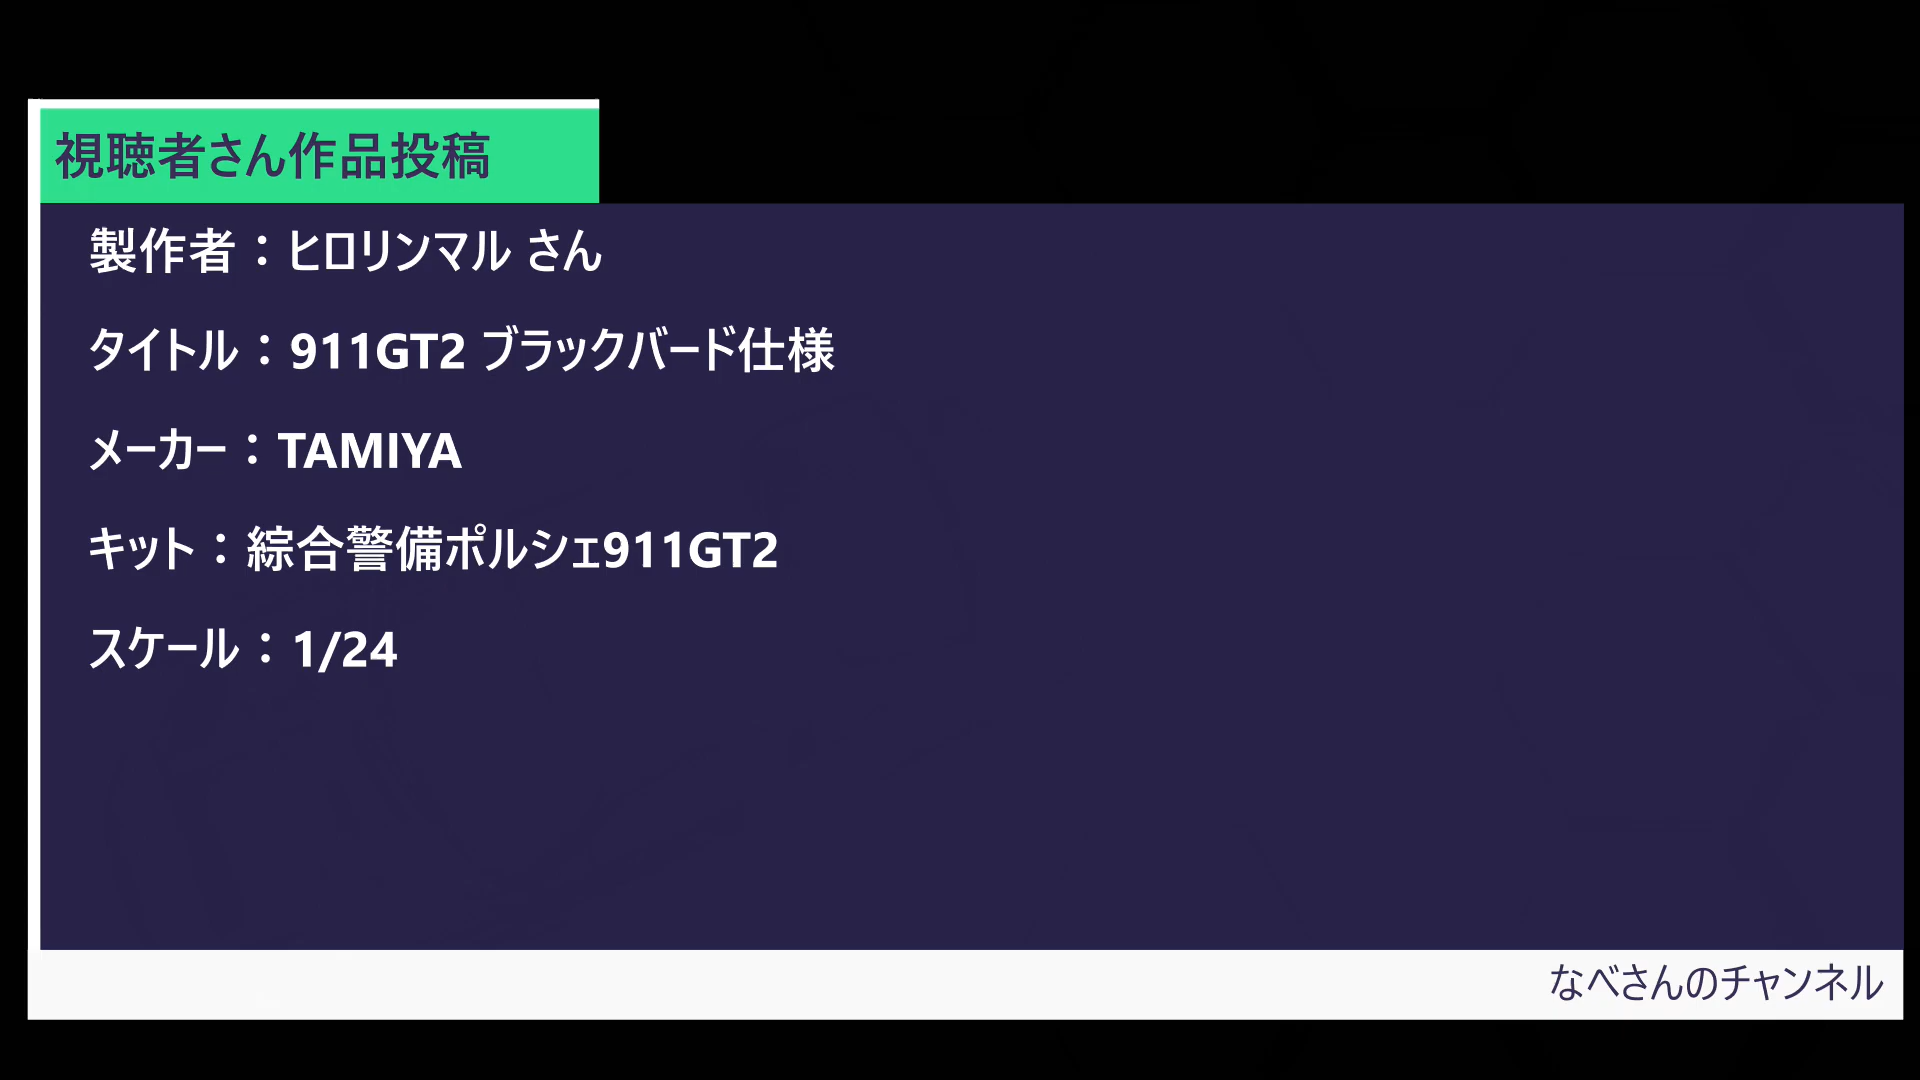 視聴者さん作品投稿
製作者：ヒロリンマル さん
タイトル：911GT2 ブラックバード仕様
メーカー：TAMIYA
キット：綜合警備ポルシェ911GT2
スケール：1/24
なべさんのチャンネル